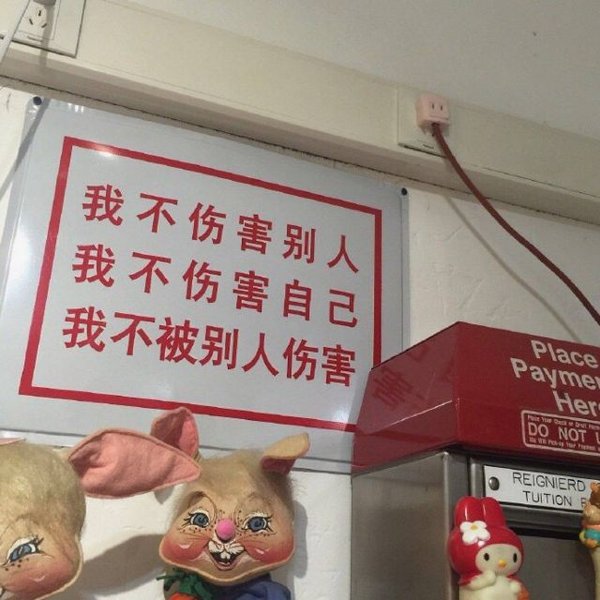 我不伤害别人
我不伤害自己
我不被别人伤害
Place
Payme
Her
DO NOT
REIGNIERD
TUITION